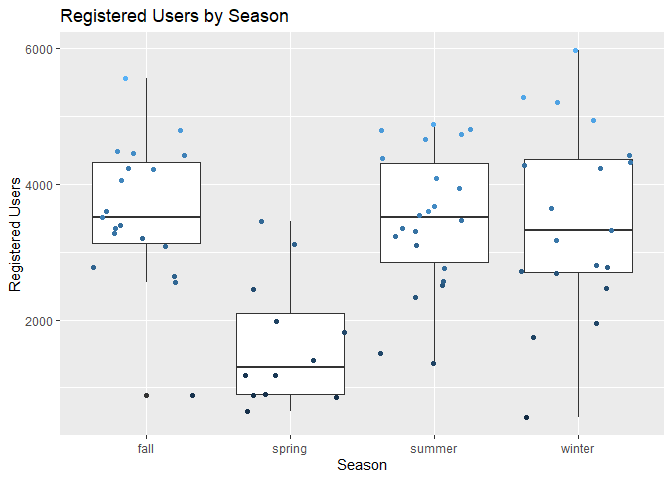 Registered Users by Season
Registered Users
6000
4000
2000
fall spring summer winter
Season